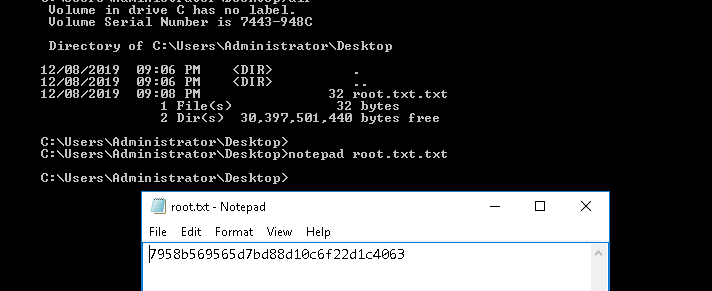 Volume in drive C has no label.
Volume Serial Number is 7443-948C
Directory of C:\Users\Administrator\Desktop
12/08/2019  09:06 PM    <DIR>          .
12/08/2019  09:06 PM    <DIR>          ..
12/08/2019  09:08 PM                32 root.txt.txt
1 File(s)             32 bytes
2 Dir(s)  30,397,501,440 bytes free
C:\Users\Administrator\Desktop>
C:\Users\Administrator\Desktop>notepad root.txt.txt
C:\Users\Administrator\Desktop>
root.txt - Notepad
File Edit Format View Help
7958b569565d7bd88d10c6f22d1c4063